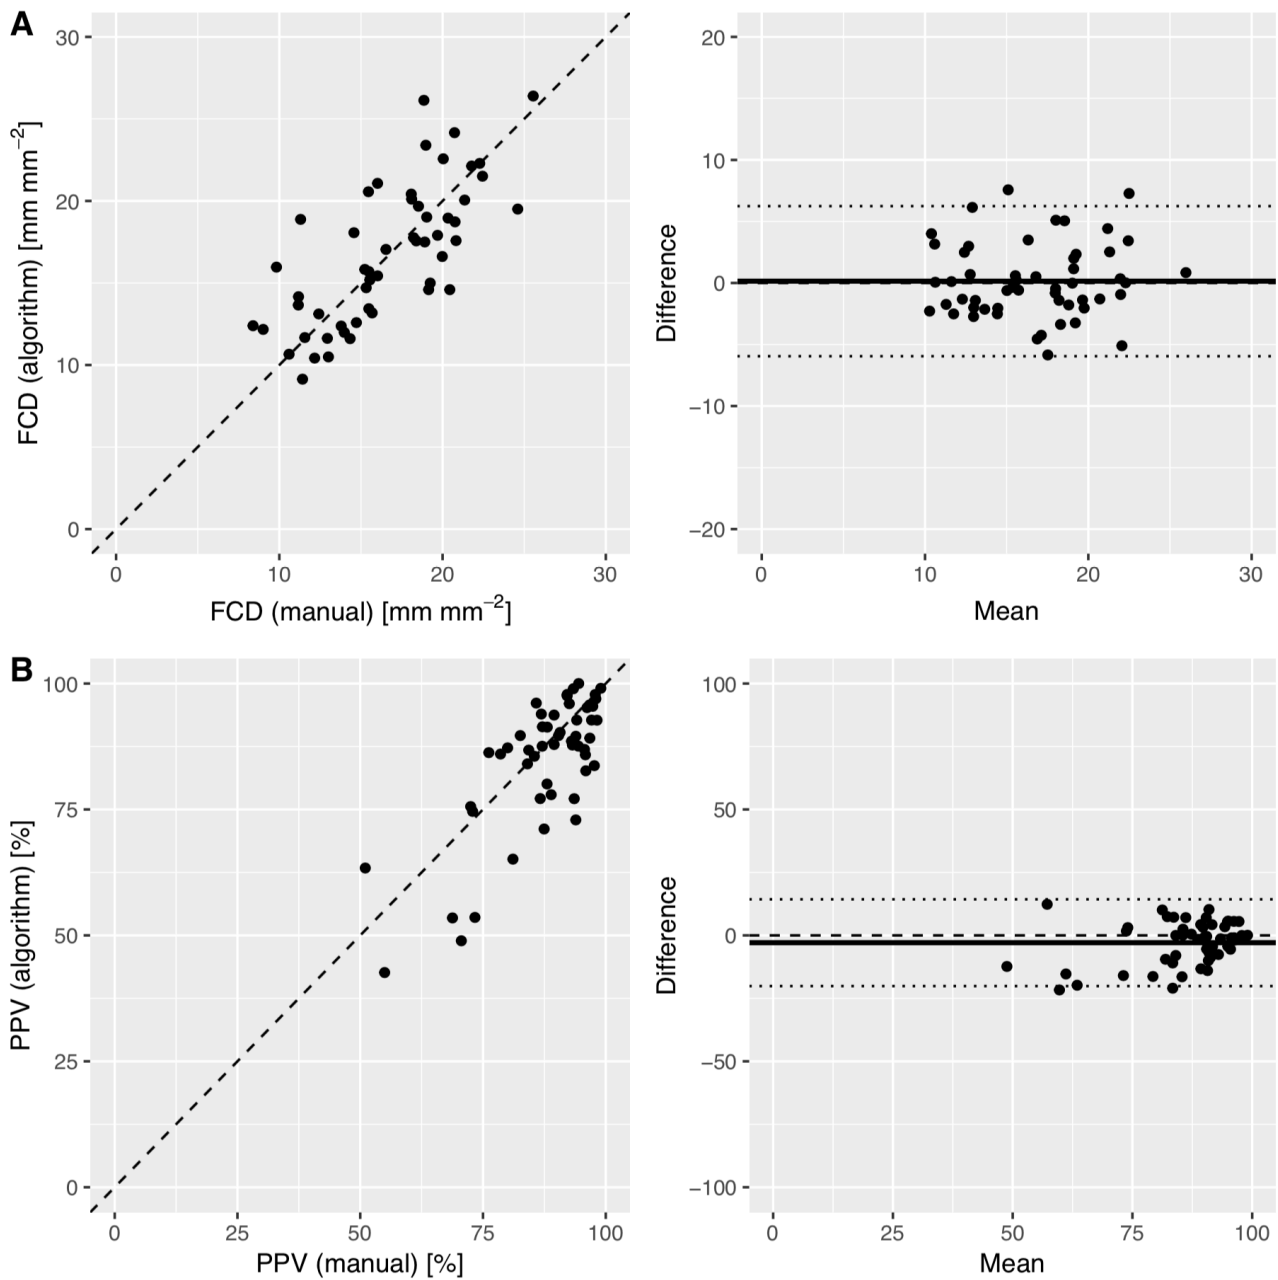 A
30
20
10
0
FCD (algorithm) [mm mm⁻²]
0 10 20 30
FCD (manual) [mm mm⁻²]
20
10
0
−10
−20
Difference
0 10 20 30
Mean
B
100
75
50
25
0
PPV (algorithm) [%]
0 25 50 75 100
PPV (manual) [%]
100
50
0
−50
−100
Difference
0 25 50 75 100
Mean